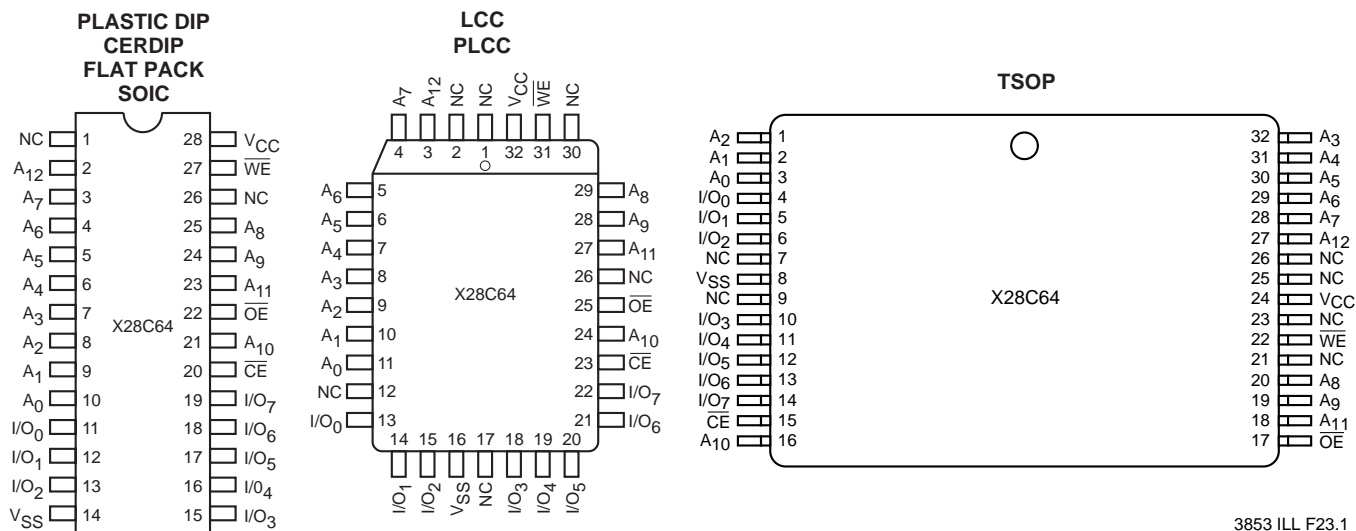 PLASTIC DIP
CERDIP
FLAT PACK
SOIC
NC 1 28 VCC
A12 2 27 WE
A7 3 26 NC
A6 4 25 A8
A5 5 24 A9
A4 6 23 A11
A3 7 22 OE
A2 8 21 A10
A1 9 20 CE
A0 10 19 I/O7
I/O0 11 18 I/O6
I/O1 12 17 I/O5
I/O2 13 16 I/04
VSS 14 15 I/O3
X28C64
LCC
PLCC
A7 A12 NC NC VCC WE NC
4 3 2 1 32 31 30
A6 5 29 A8
A5 6 28 A9
A4 7 27 A11
A3 8 26 NC
A2 9 25 OE
A1 10 24 A10
A0 11 23 CE
NC 12 22 I/O7
I/O0 13 21 I/O6
X28C64
14 15 16 17 18 19 20
I/O1 I/O2 VSS NC I/O3 I/O4 I/O5
TSOP
A2 1 32 A3
A1 2 31 A4
A0 3 30 A5
I/O0 4 29 A6
I/O1 5 28 A7
I/O2 6 27 A12
NC 7 26 NC
VSS 8 25 NC
NC 9 24 VCC
I/O3 10 23 NC
I/O4 11 22 WE
I/O5 12 21 NC
I/O6 13 20 A8
I/O7 14 19 A9
CE 15 18 A11
A10 16 17 OE
X28C64
3853 ILL F23.1